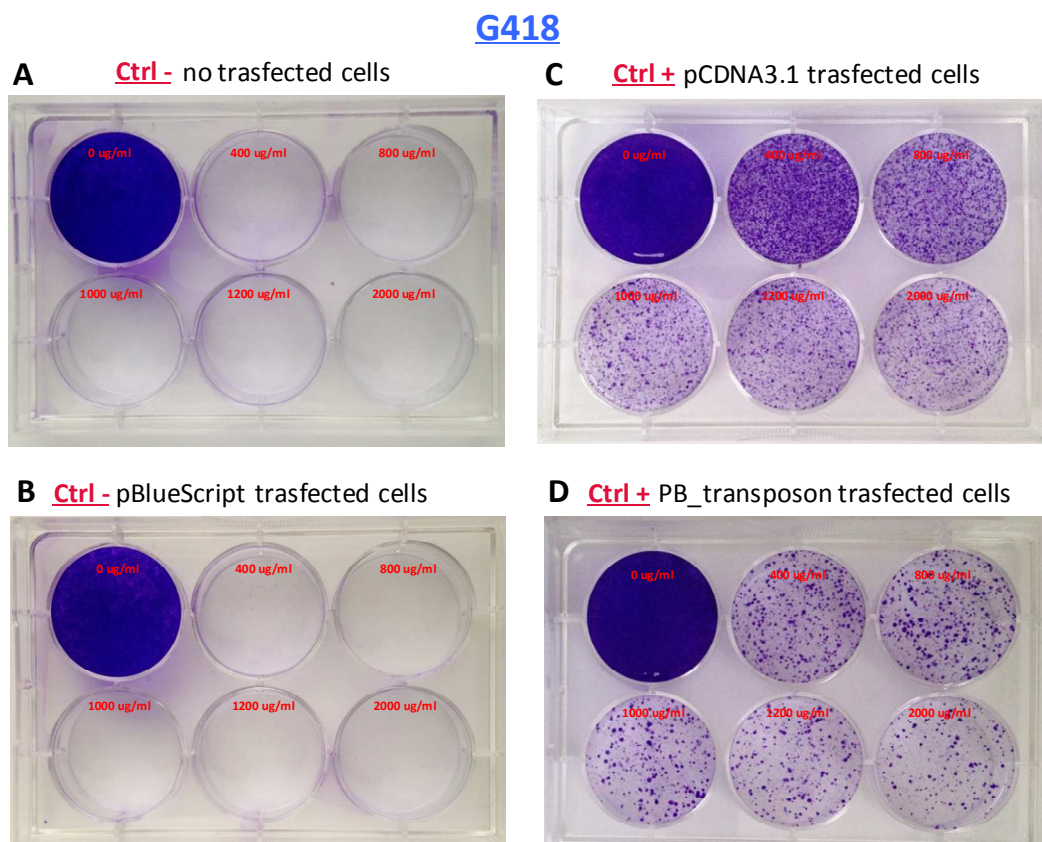 G418
A Ctrl - no trasfected cells
0 ug/ml 400 ug/ml 800 ug/ml
1000 ug/ml 1200 ug/ml 2000 ug/ml
B Ctrl - pBlueScript trasfected cells
0 ug/ml 400 ug/ml 800 ug/ml
1000 ug/ml 1200 ug/ml 2000 ug/ml
C Ctrl + pCDNA3.1 trasfected cells
0 ug/ml 400 ug/ml 800 ug/ml
1000 ug/ml 1200 ug/ml 2000 ug/ml
D Ctrl + PB_transposon trasfected cells
0 ug/ml 400 ug/ml 800 ug/ml
1000 ug/ml 1200 ug/ml 2000 ug/ml